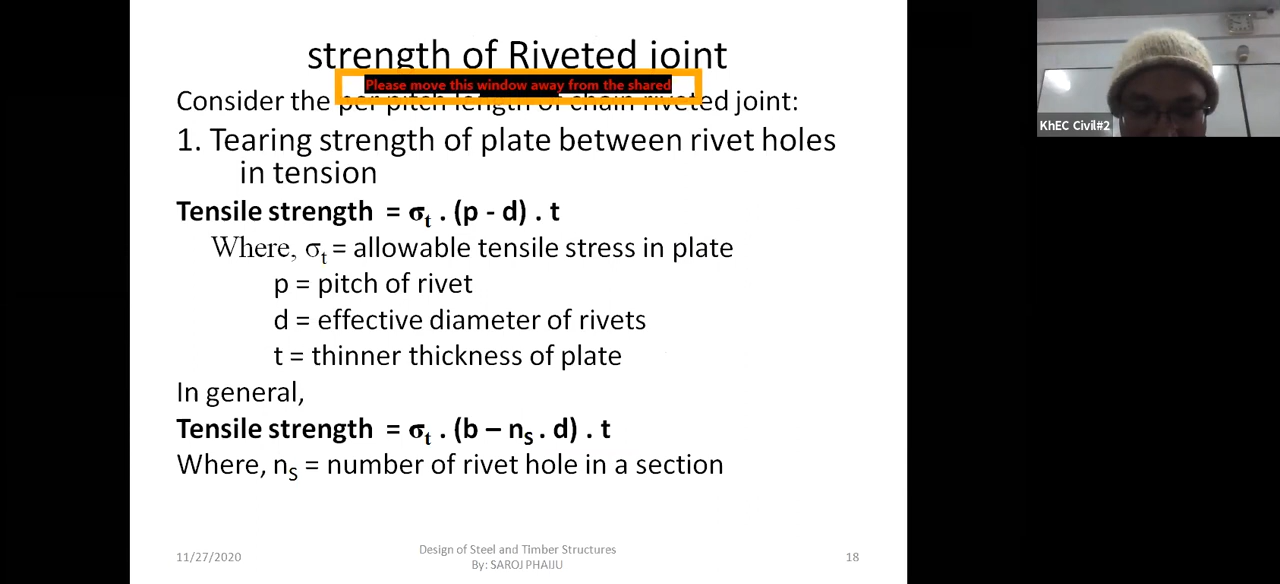 strength of Riveted joint
Please move this window away from the shared
Consider the per pitch length of chain riveted joint:
1. Tearing strength of plate between rivet holes
in tension
Tensile strength = σt . (p - d) . t
Where, σt = allowable tensile stress in plate
p = pitch of rivet
d = effective diameter of rivets
t = thinner thickness of plate
In general,
Tensile strength = σt . (b – nS . d) . t
Where, nS = number of rivet hole in a section
11/27/2020
Design of Steel and Timber Structures
By: SAROJ PHAIJU
18
KhEC Civil#2